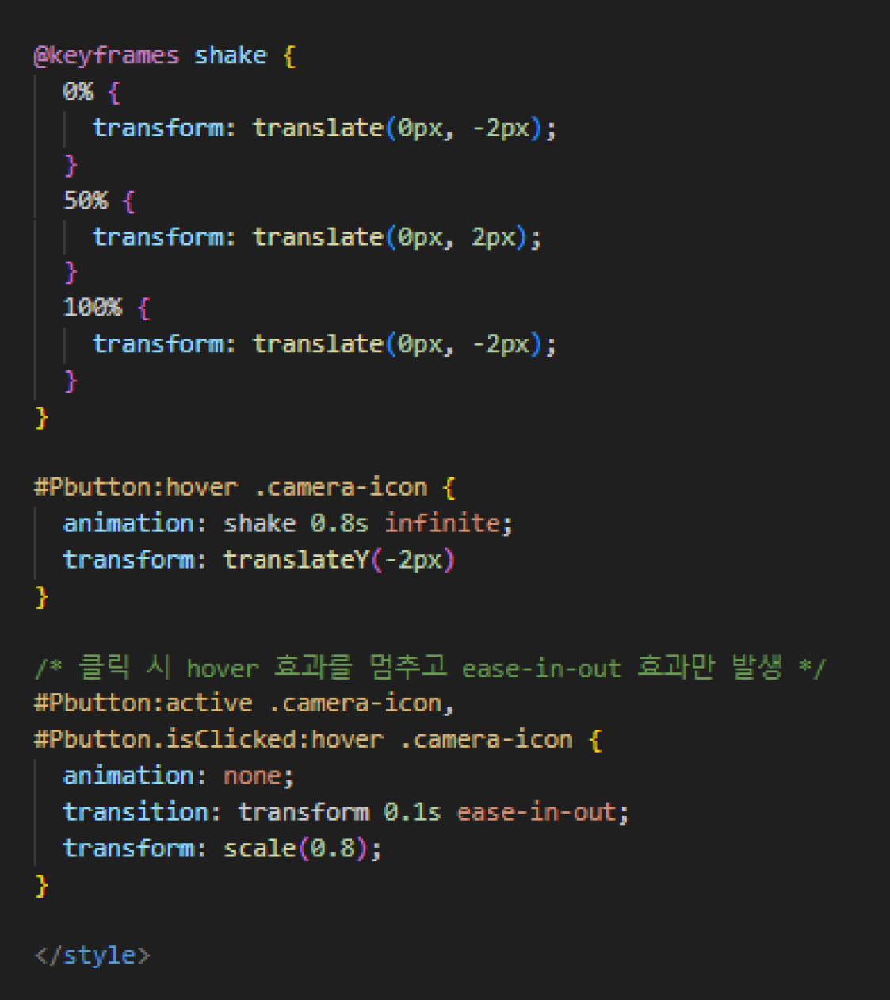 @keyframes shake {
0% {
transform: translate(0px, -2px);
}
50% {
transform: translate(0px, 2px);
}
100% {
transform: translate(0px, -2px);
}
}
#Pbutton:hover .camera-icon {
animation: shake 0.8s infinite;
transform: translateY(-2px)
}
/* 클릭 시 hover 효과를 멈추고 ease-in-out 효과만 발생 */
#Pbutton:active .camera-icon,
#Pbutton.isClicked:hover .camera-icon {
animation: none;
transition: transform 0.1s ease-in-out;
transform: scale(0.8);
}
</style>